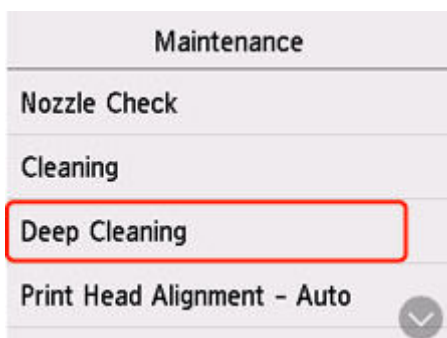 Maintenance
Nozzle Check
Cleaning
Deep Cleaning
Print Head Alignment - Auto